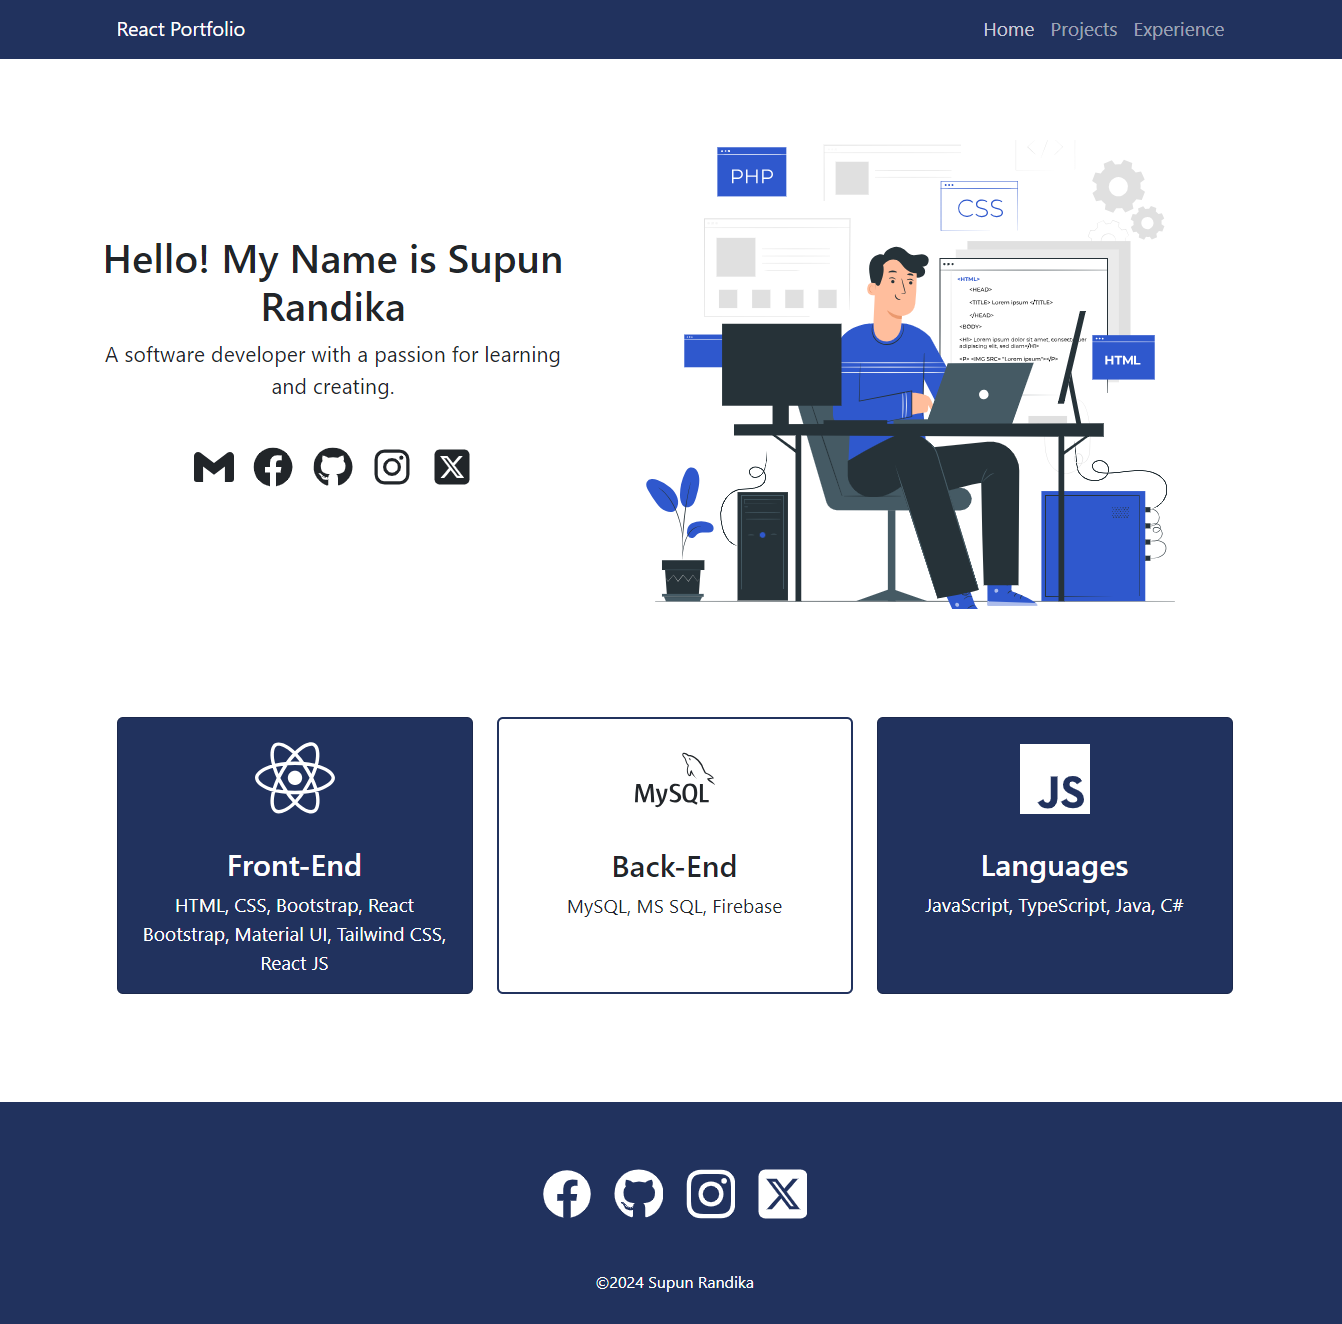 React Portfolio
Home Projects Experience
PHP
CSS
Hello! My Name is Supun
Randika
A software developer with a passion for learning
and creating.
<HTML>
<HEAD>
<TITLE> Lorem ipsum </TITLE>
</HEAD>
<BODY>
<H1> Lorem ipsum dolor sit amet, consectetuer
adipiscing elit, sed diam</H1>
<P> <IMG SRC= "Lorem ipsum"></P>
HTML
MySQL
JS
Front-End
HTML, CSS, Bootstrap, React
Bootstrap, Material UI, Tailwind CSS,
React JS
Back-End
MySQL, MS SQL, Firebase
Languages
JavaScript, TypeScript, Java, C#
©2024 Supun Randika